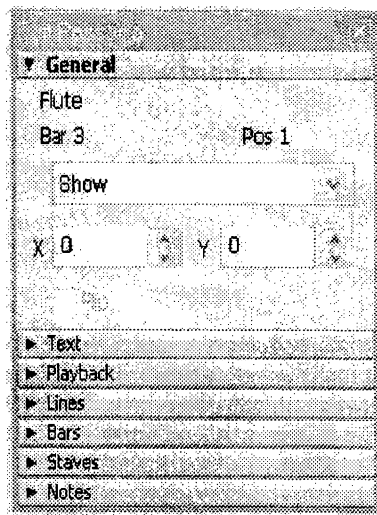 General
Flute
Bar 3 Pos 1
Show
X 0 Y 0
Text
Playback
Lines
Bars
Staves
Notes